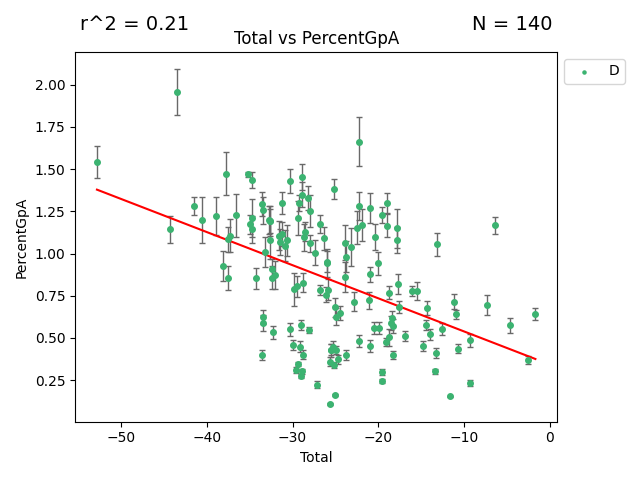 r^2 = 0.21
N = 140
Total vs PercentGpA
D
2.00
1.75
1.50
1.25
1.00
0.75
0.50
0.25
PercentGpA
−50
−40
−30
−20
−10
0
Total